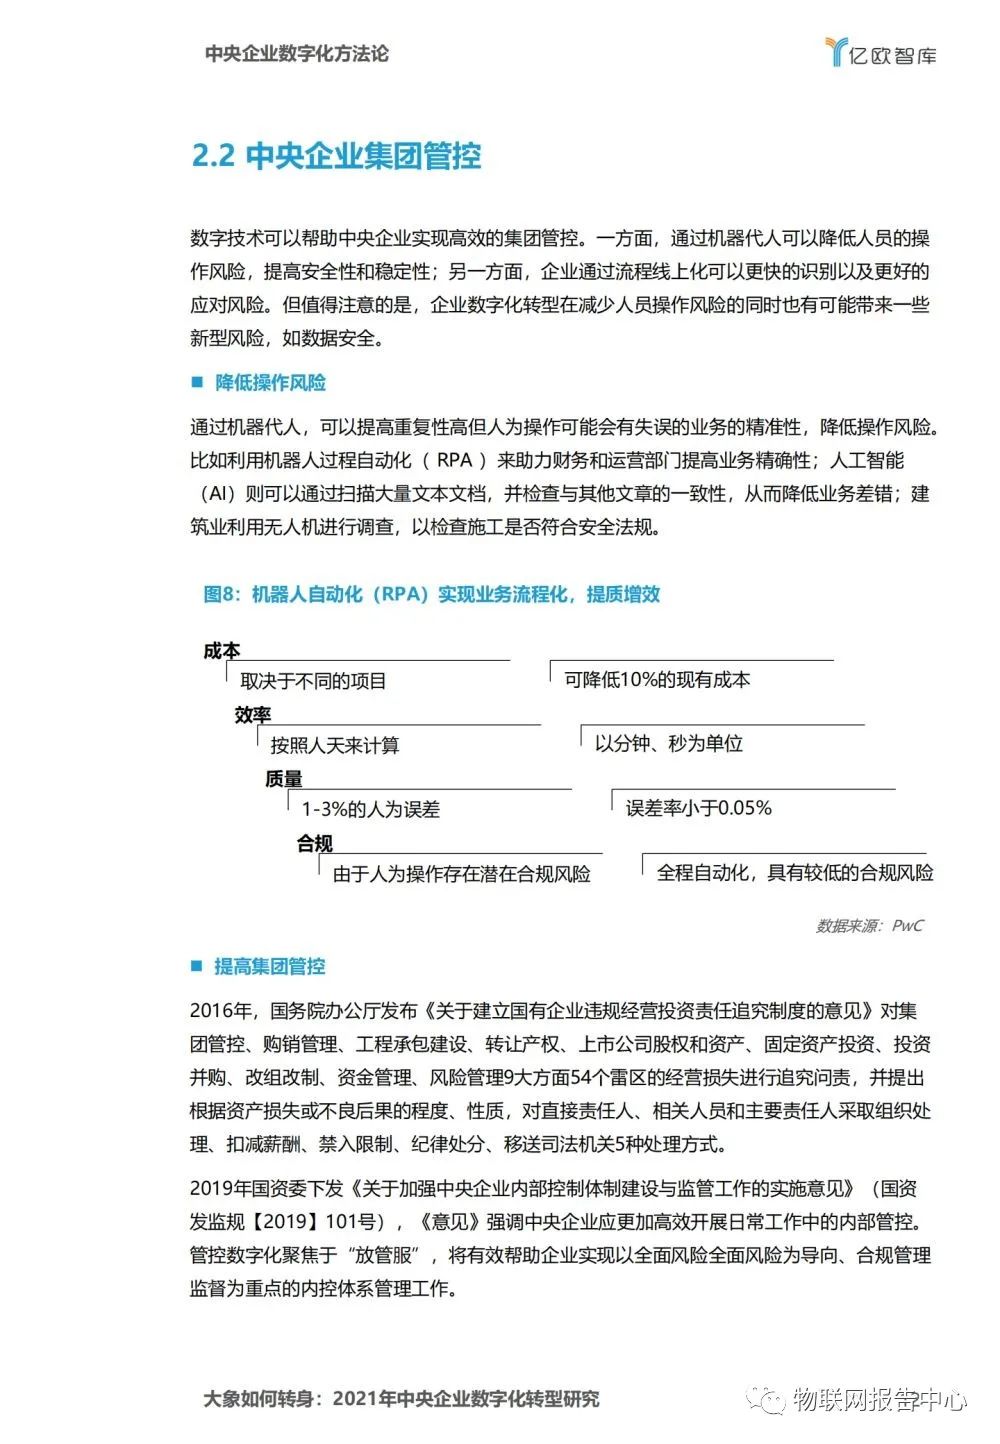 中央企业数字化方法论
亿欧智库
2.2 中央企业集团管控
数字技术可以帮助中央企业实现高效的集团管控。一方面，通过机器代人可以降低人员的操
作风险，提高安全性和稳定性；另一方面，企业通过流程线上化可以更快的识别以及更好的
应对风险。但值得注意的是，企业数字化转型在减少人员操作风险的同时也有可能带来一些
新型风险，如数据安全。
■ 降低操作风险
通过机器代人，可以提高重复性高但人为操作可能会有失误的业务的精准性，降低操作风险。
比如利用机器人过程自动化（ RPA ）来助力财务和运营部门提高业务精确性；人工智能
（AI）则可以通过扫描大量文本文档，并检查与其他文章的一致性，从而降低业务差错；建
筑业利用无人机进行调查，以检查施工是否符合安全法规。
图8：机器人自动化（RPA）实现业务流程化，提质增效
成本
取决于不同的项目 可降低10%的现有成本
效率
按照人天来计算 以分钟、秒为单位
质量
1-3%的人为误差 误差率小于0.05%
合规
由于人为操作存在潜在合规风险 全程自动化，具有较低的合规风险
数据来源：PwC
■ 提高集团管控
2016年，国务院办公厅发布《关于建立国有企业违规经营投资责任追究制度的意见》对集
团管控、购销管理、工程承包建设、转让产权、上市公司股权和资产、固定资产投资、投资
并购、改组改制、资金管理、风险管理9大方面54个雷区的经营损失进行追究问责，并提出
根据资产损失或不良后果的程度、性质，对直接责任人、相关人员和主要责任人采取组织处
理、扣减薪酬、禁入限制、纪律处分、移送司法机关5种处理方式。
2019年国资委下发《关于加强中央企业内部控制体制建设与监管工作的实施意见》（国资
发监规【2019】101号），《意见》强调中央企业应更加高效开展日常工作中的内部管控。
管控数字化聚焦于“放管服”，将有效帮助企业实现以全面风险全面风险为导向、合规管理
监督为重点的内控体系管理工作。
大象如何转身：2021年中央企业数字化转型研究
物联网报告中心